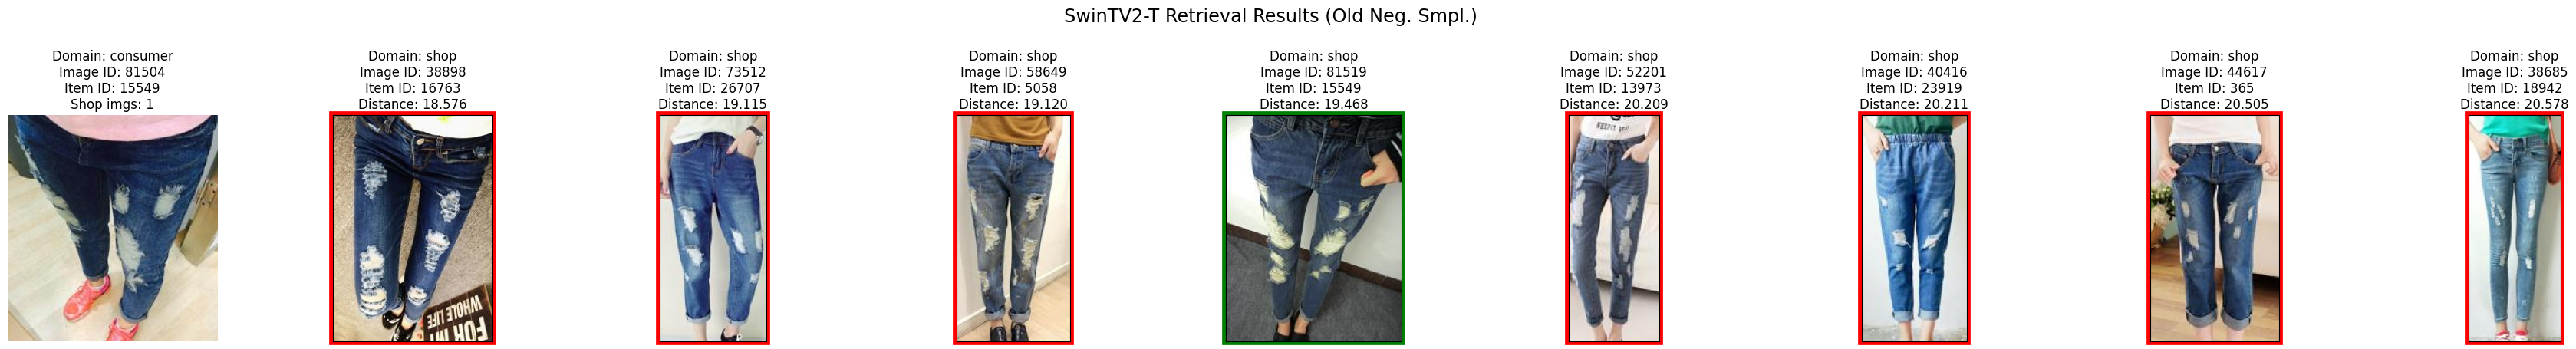 SwinTV2-T Retrieval Results (Old Neg. Smpl.)
Domain: consumer
Image ID: 81504
Item ID: 15549
Shop imgs: 1
Domain: shop
Image ID: 38898
Item ID: 16763
Distance: 18.576
Domain: shop
Image ID: 73512
Item ID: 26707
Distance: 19.115
Domain: shop
Image ID: 58649
Item ID: 5058
Distance: 19.120
Domain: shop
Image ID: 81519
Item ID: 15549
Distance: 19.468
Domain: shop
Image ID: 52201
Item ID: 13973
Distance: 20.209
Domain: shop
Image ID: 40416
Item ID: 23919
Distance: 20.211
Domain: shop
Image ID: 44617
Item ID: 365
Distance: 20.505
Domain: shop
Image ID: 38685
Item ID: 18942
Distance: 20.578
WHOLE LIFE